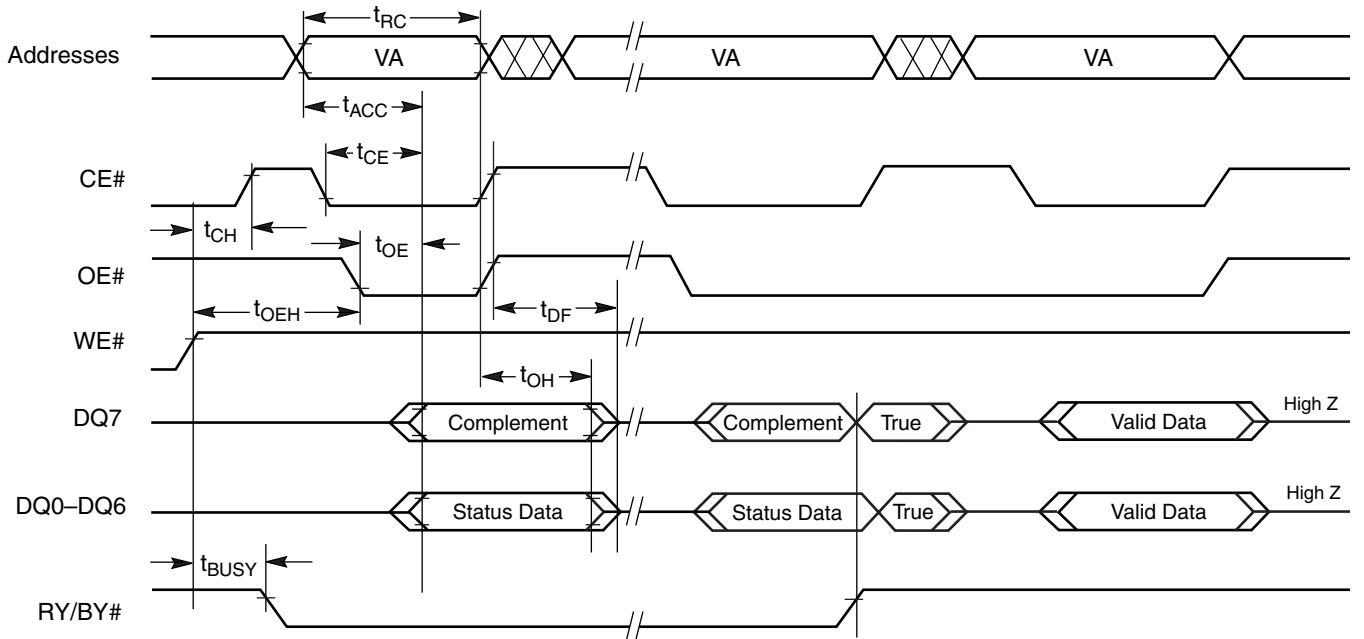 tRC
Addresses VA VA VA
tACC
tCE
CE#
tCH tOE
OE#
tOEH tDF
WE#
tOH
DQ7 Complement Complement True Valid Data High Z
DQ0–DQ6 Status Data Status Data True Valid Data High Z
tBUSY
RY/BY#